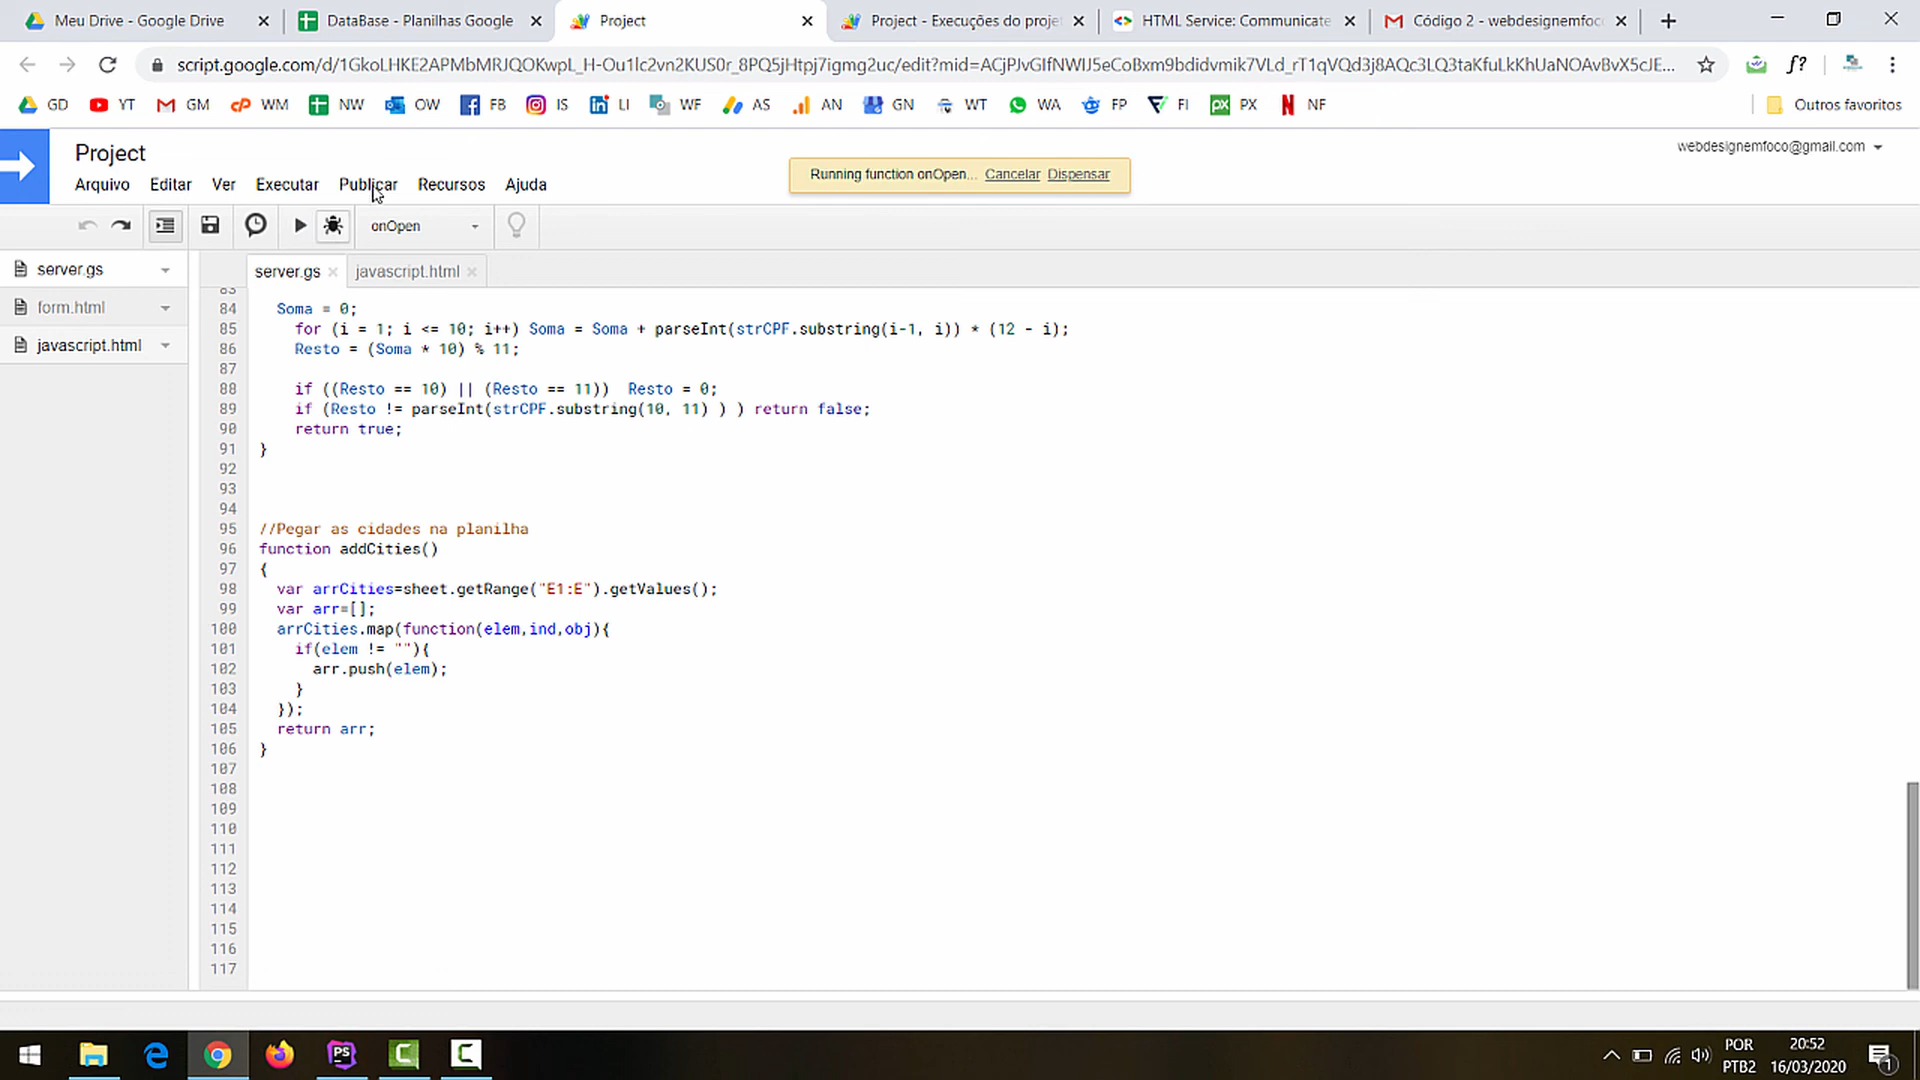 Meu Drive - Google Drive
DataBase - Planilhas Google
Project
Project - Execuções do proje
HTML Service: Communicate
Código 2 - webdesignemfoc
script.google.com/d/1GkoLHKE2APMbMRJQOKwpL_H-Ou1lc2vn2KUS0r_8PQ5jHtpj7igmg2uc/edit?mid=ACjPJvGlfNWIJ5eCoBxm9bdidvmik7VLd_rT1qVQd3j8AQc3LQ3taKfuLkKhUaNOAvBvX5cJE...
f?
GD
YT
GM
WM
NW
OW
FB
IS
LI
WF
AS
AN
GN
WT
WA
FP
FI
PX
NF
Outros favoritos
Project
webdesignemfoco@gmail.com
Running function onOpen... Cancelar Dispensar
Arquivo Editar Ver Executar Publicar Recursos Ajuda
onOpen
server.gs
form.html
javascript.html
server.gs
javascript.html
83
84 Soma = 0;
85 for (i = 1; i <= 10; i++) Soma = Soma + parseInt(strCPF.substring(i-1, i)) * (12 - i);
86 Resto = (Soma * 10) % 11;
87
88 if ((Resto == 10) || (Resto == 11)) Resto = 0;
89 if (Resto != parseInt(strCPF.substring(10, 11) ) ) return false;
90 return true;
91 }
92
93
94
95 //Pegar as cidades na planilha
96 function addCities()
97 {
98 var arrCities=sheet.getRange("E1:E").getValues();
99 var arr=[];
100 arrCities.map(function(elem,ind,obj){
101 if(elem != ""){
102 arr.push(elem);
103 }
104 });
105 return arr;
106 }
107
108
109
110
111
112
113
114
115
116
117
PS
POR
PTB2
20:52
16/03/2020
1